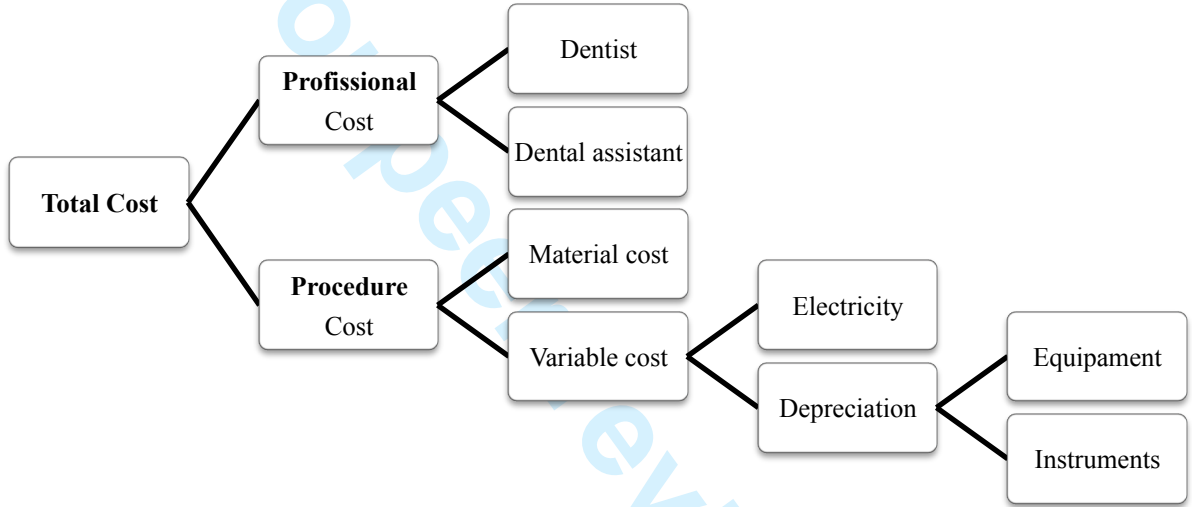 Total Cost
Profissional
Cost
Procedure
Cost
Dentist
Dental assistant
Material cost
Variable cost
Electricity
Depreciation
Equipament
Instruments